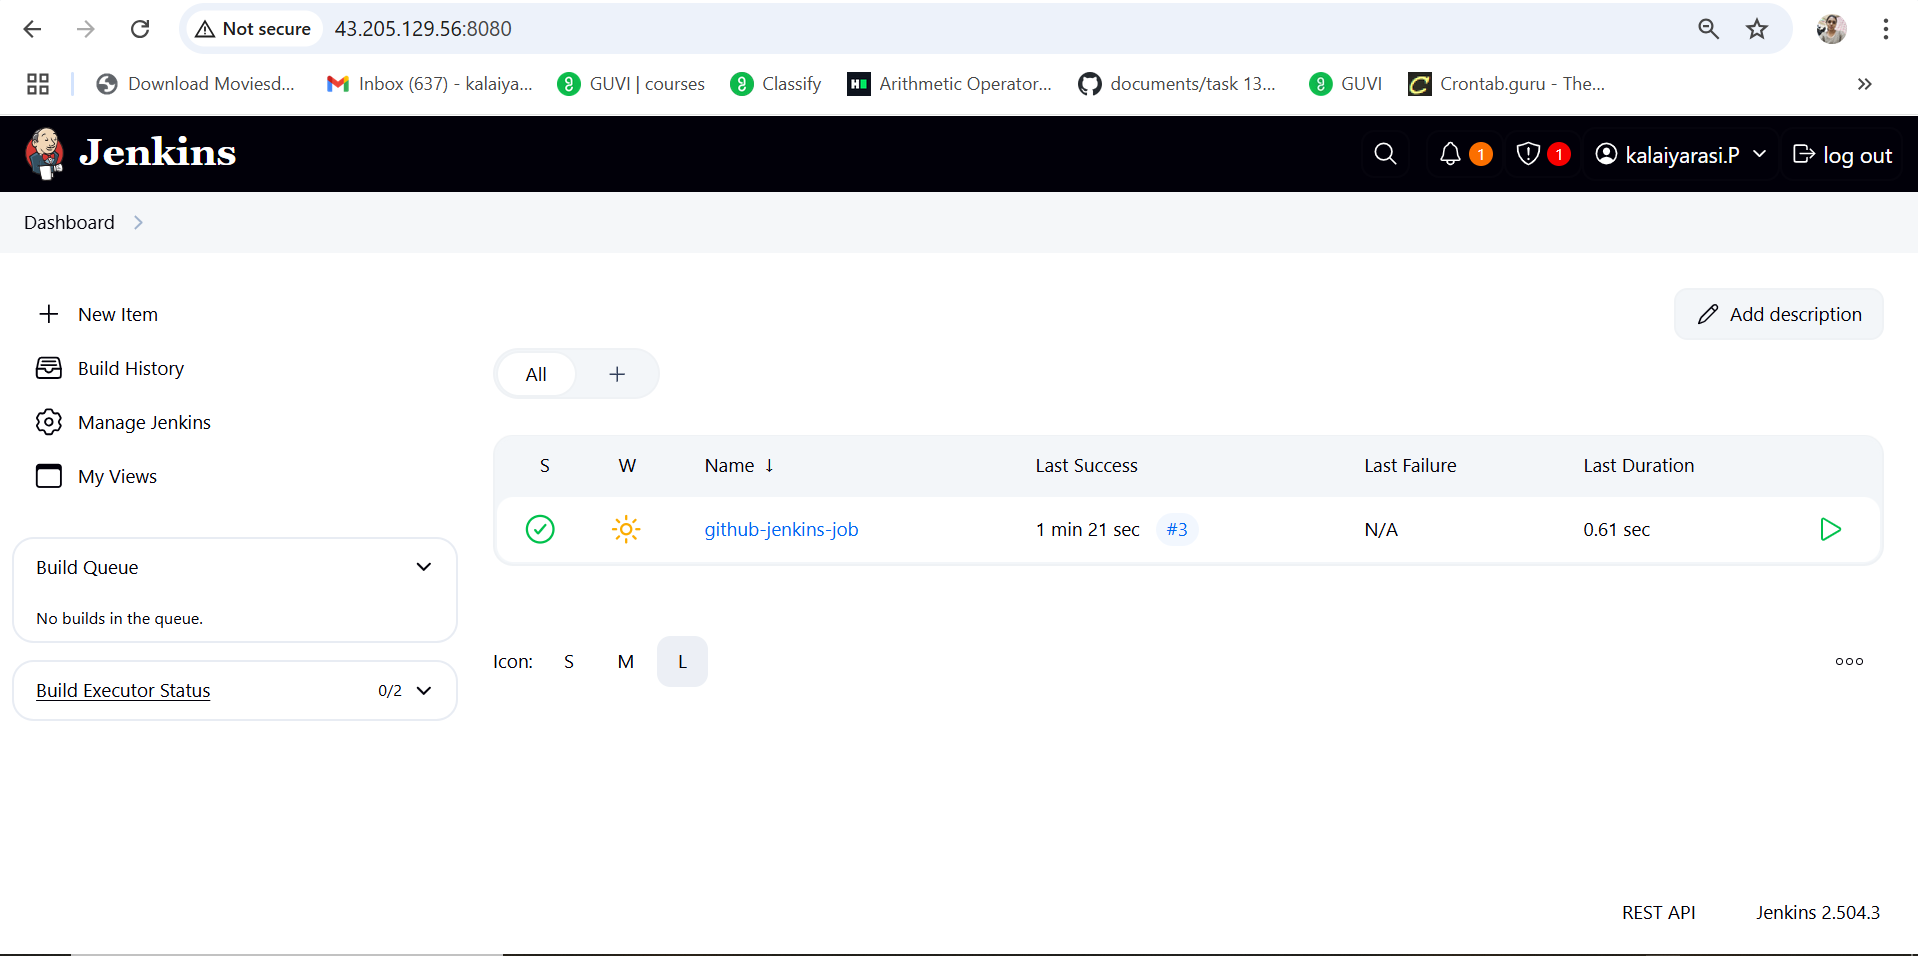 Not secure 43.205.129.56:8080
Download Moviesd... Inbox (637) - kalaiya... GUVI | courses Classify Arithmetic Operator... documents/task 13... GUVI Crontab.guru - The...
Jenkins 1 1 kalaiyarasi.P log out
Dashboard
New Item
Add description
Build History
All +
Manage Jenkins
My Views
S W Name ↓ Last Success Last Failure Last Duration
github-jenkins-job 1 min 21 sec #3 N/A 0.61 sec
Build Queue
No builds in the queue.
Icon: S M L
Build Executor Status 0/2
REST API Jenkins 2.504.3